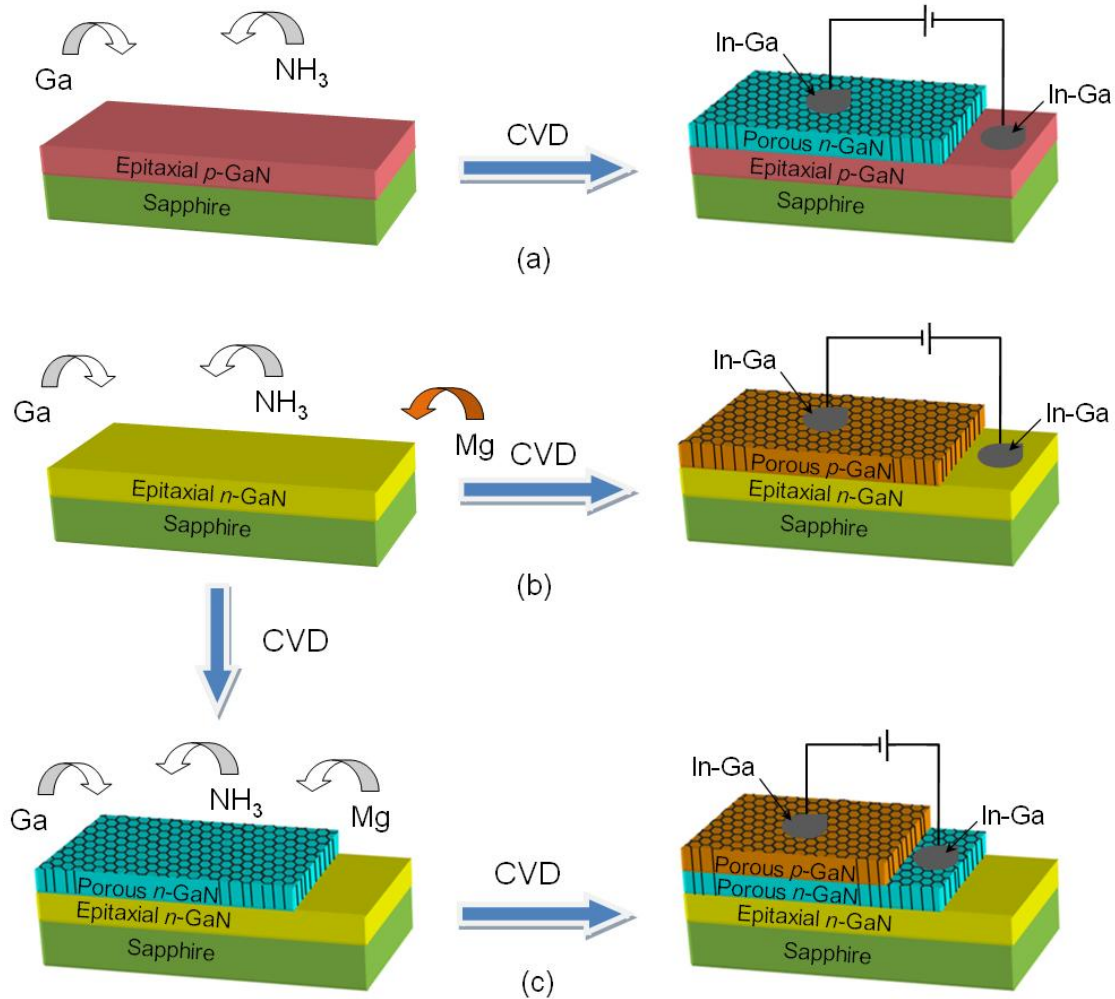 Ga
NH3
Epitaxial p-GaN
Sapphire
CVD
In-Ga
In-Ga
Porous n-GaN
Epitaxial p-GaN
Sapphire
(a)
Ga
NH3
Mg
Epitaxial n-GaN
Sapphire
CVD
In-Ga
In-Ga
Porous p-GaN
Epitaxial n-GaN
Sapphire
(b)
CVD
Ga
NH3
Mg
Porous n-GaN
Epitaxial n-GaN
Sapphire
CVD
In-Ga
In-Ga
Porous p-GaN
Porous n-GaN
Epitaxial n-GaN
Sapphire
(c)